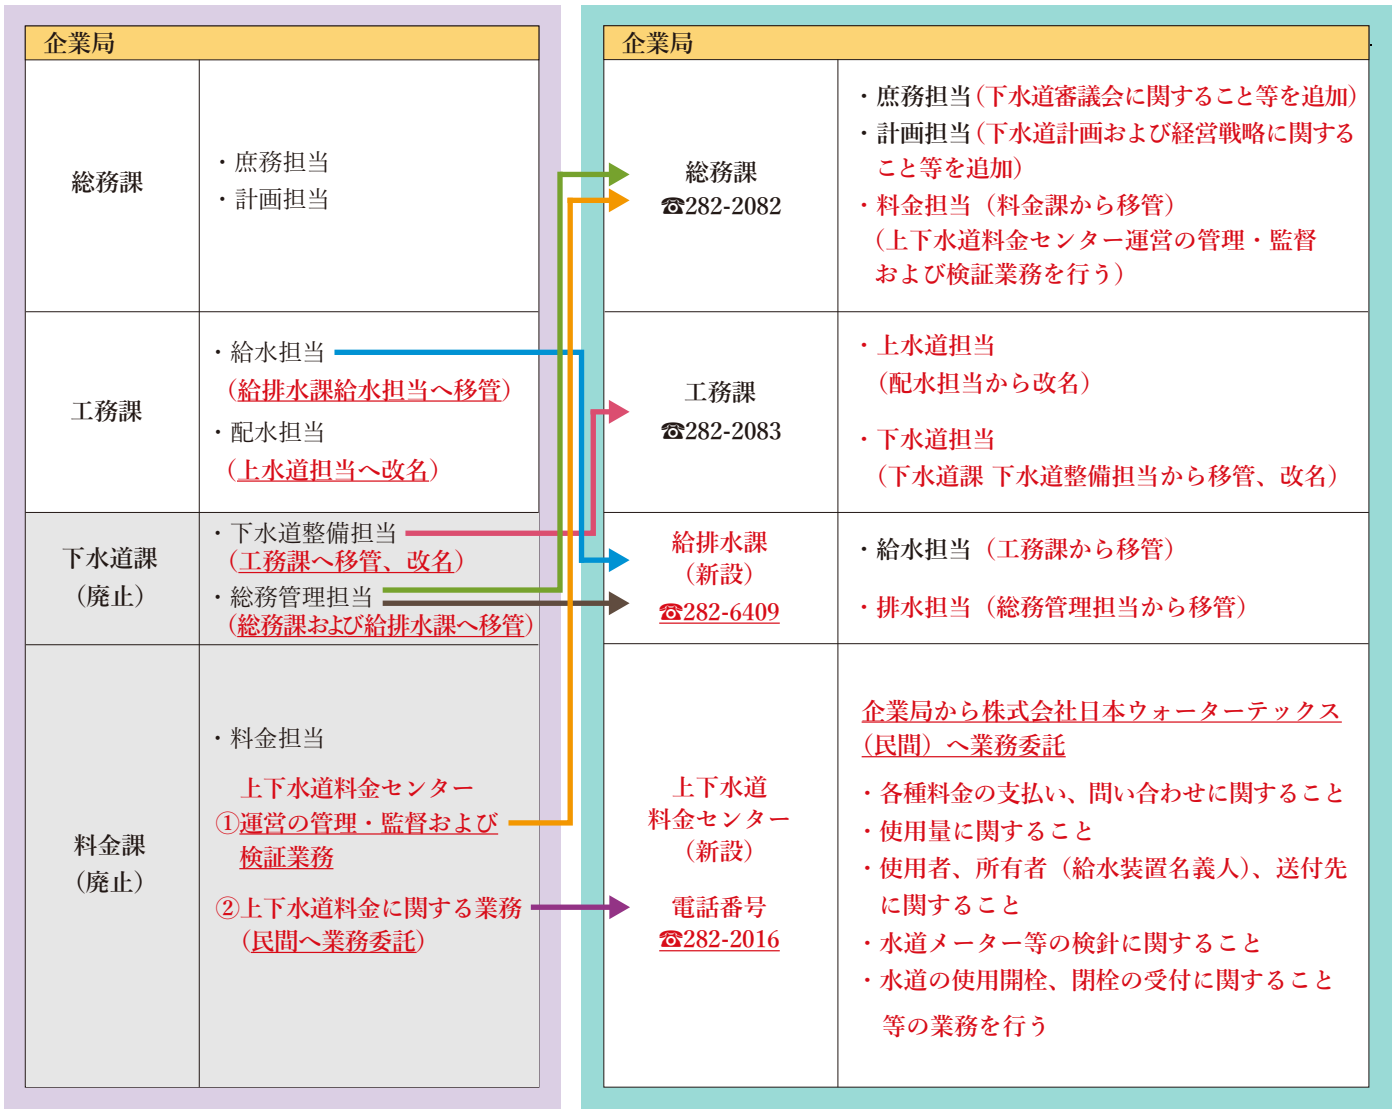 企業局
総務課
・庶務担当
・計画担当
工務課
・給水担当
（給排水課給水担当へ移管）
・配水担当
（上水道担当へ改名）
下水道課
（廃止）
・下水道整備担当
（工務課へ移管、改名）
・総務管理担当
（総務課および給排水課へ移管）
料金課
（廃止）
・料金担当
上下水道料金センター
①運営の管理・監督および
検証業務
②上下水道料金に関する業務
（民間へ業務委託）
企業局
総務課
☎282-2082
・庶務担当（下水道審議会に関すること等を追加）
・計画担当（下水道計画および経営戦略に関する
こと等を追加）
・料金担当（料金課から移管）
（上下水道料金センター運営の管理・監督
および検証業務を行う）
工務課
☎282-2083
・上水道担当
（配水担当から改名）
・下水道担当
（下水道課 下水道整備担当から移管、改名）
給排水課
（新設）
☎282-6409
・給水担当（工務課から移管）
・排水担当（総務管理担当から移管）
上下水道
料金センター
（新設）
電話番号
☎282-2016
企業局から株式会社日本ウォーターテックス
（民間）へ業務委託
・各種料金の支払い、問い合わせに関すること
・使用量に関すること
・使用者、所有者（給水装置名義人）、送付先
に関すること
・水道メーター等の検針に関すること
・水道の使用開栓、閉栓の受付に関すること
等の業務を行う